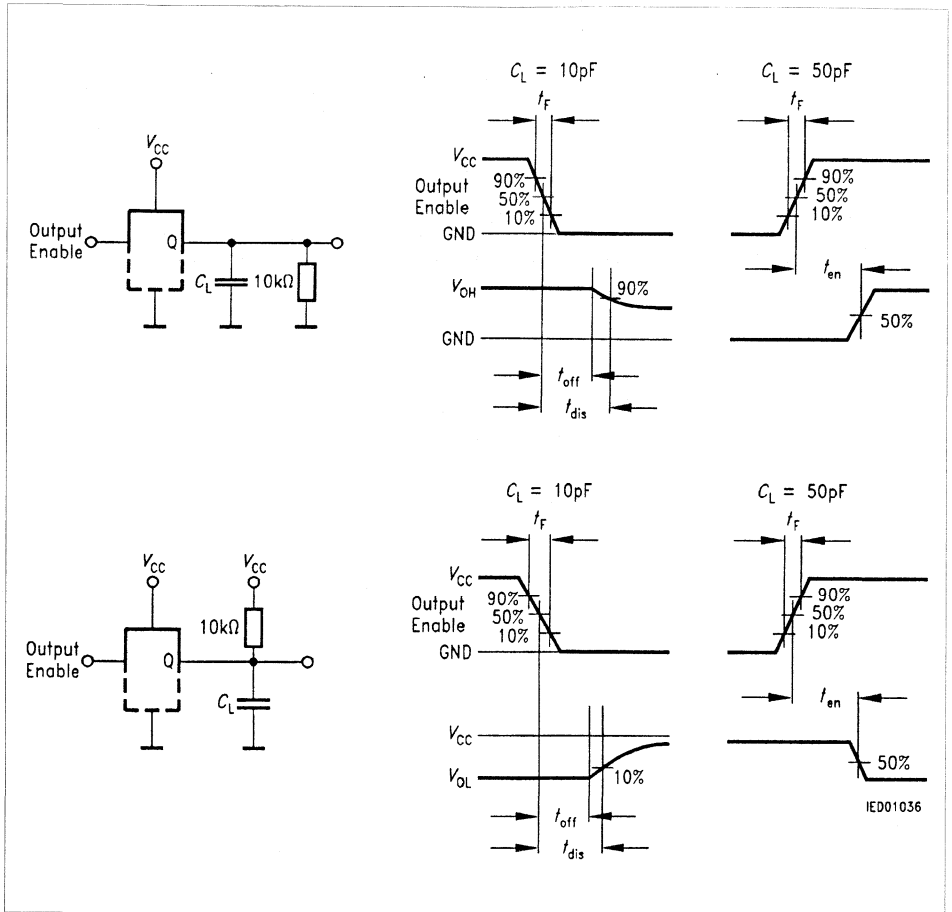 C_L = 10pF
C_L = 50pF
t_F
t_F
V_CC
V_CC
Output
Enable
90%
50%
10%
GND
90%
50%
10%
Output
Enable
Q
C_L
10kΩ
t_en
V_OH
90%
GND
50%
t_off
t_dis
C_L = 10pF
C_L = 50pF
t_F
t_F
V_CC
V_CC
V_CC
Output
Enable
90%
50%
10%
GND
90%
50%
10%
10kΩ
Output
Enable
Q
C_L
t_en
V_CC
V_OL
10%
50%
IED01036
t_off
t_dis